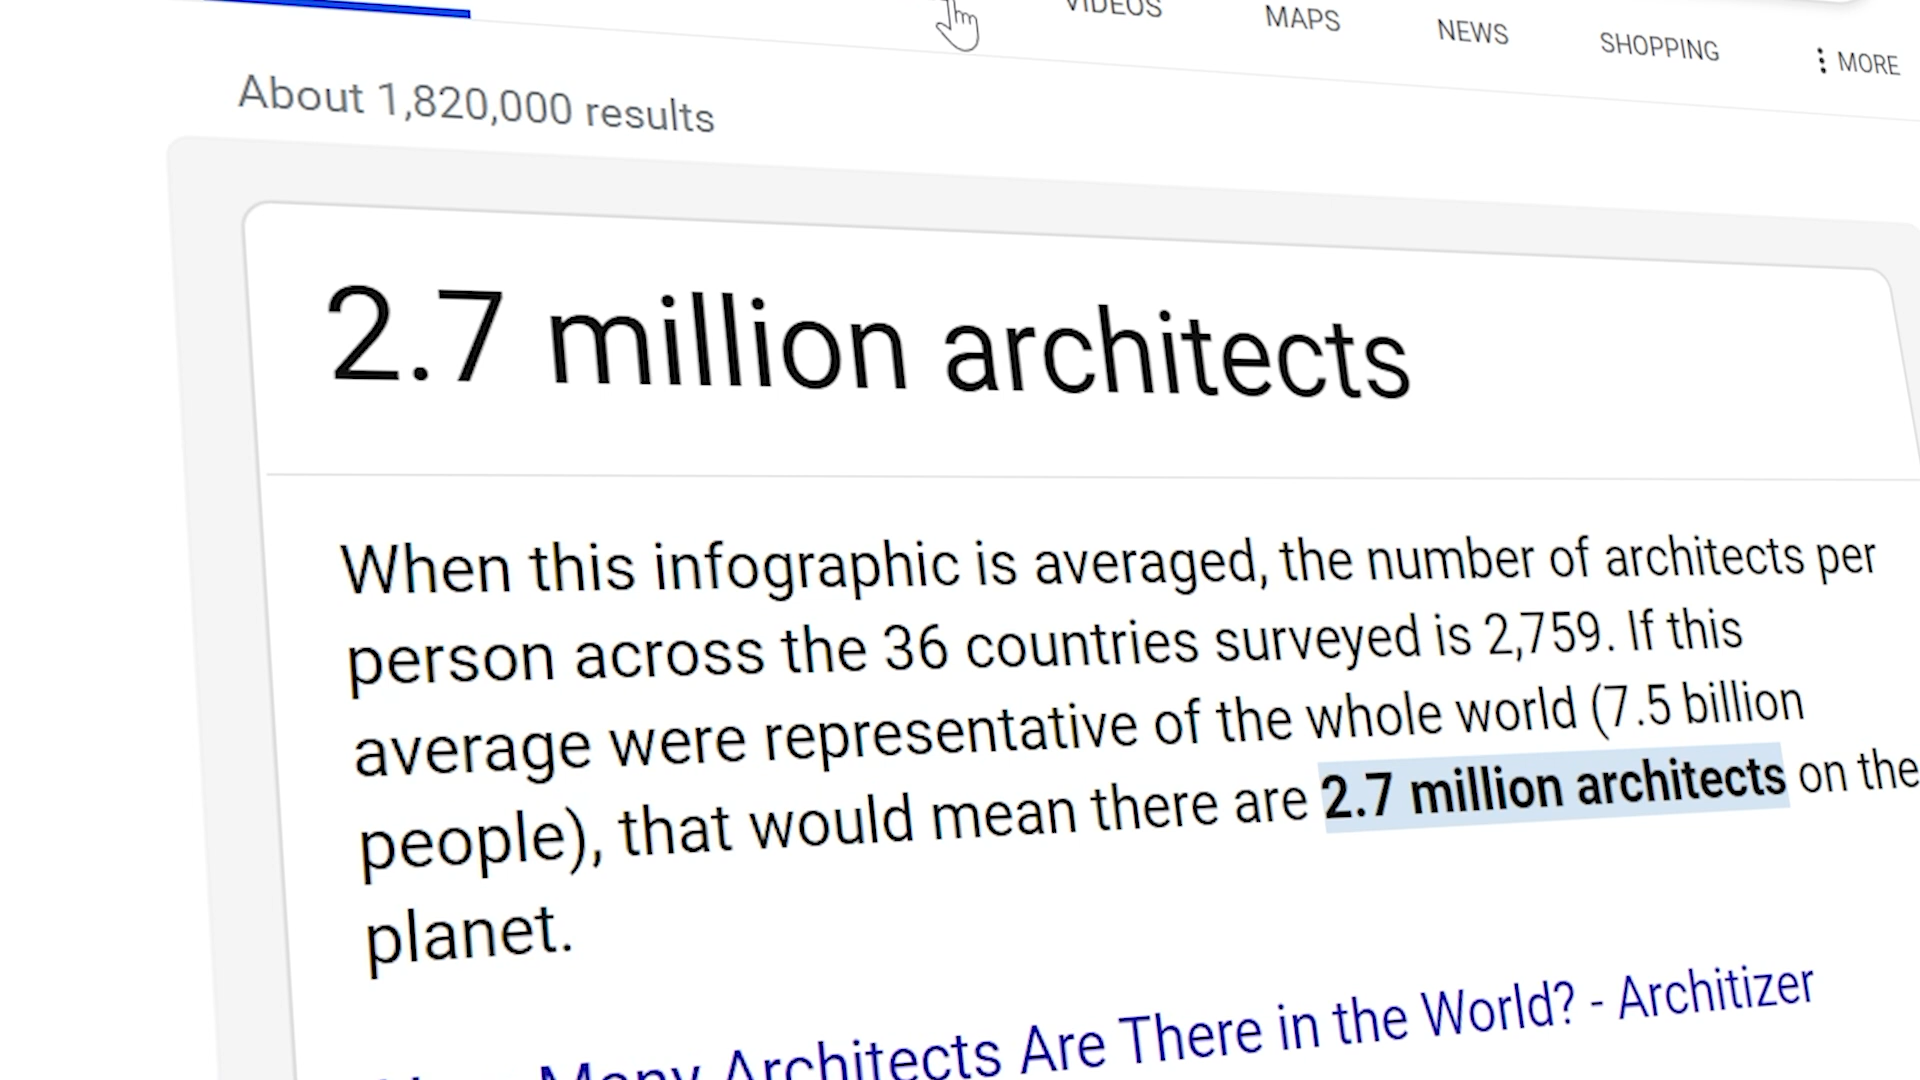 VIDEOS
MAPS
NEWS
SHOPPING
MORE
About 1,820,000 results
2.7 million architects
When this infographic is averaged, the number of architects per
person across the 36 countries surveyed is 2,759. If this
average were representative of the whole world (7.5 billion
people), that would mean there are 2.7 million architects on the
planet.
Many Architects Are There in the World? - Architizer